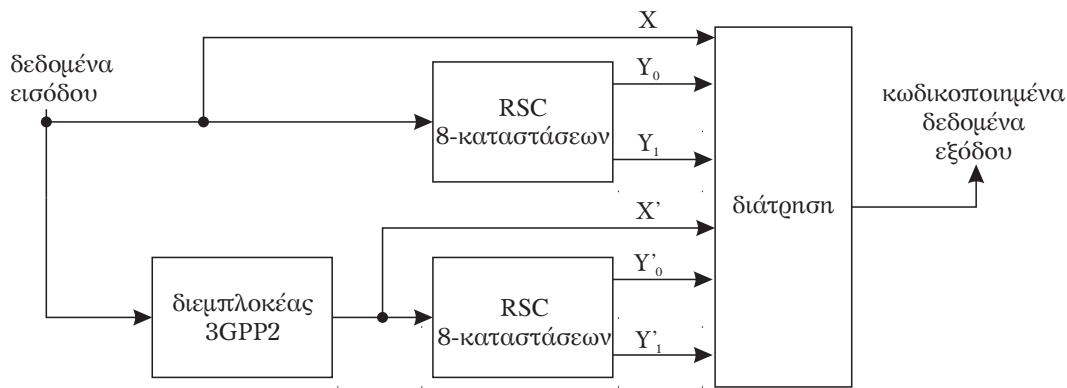 X
δεδομένα
εισόδου
Y₀
RSC
8-καταστάσεων
Y₁
κωδικοποιημένα
δεδομένα
εξόδου
διάτρηση
X'
διεμπλοκέας
3GPP2
Y'₀
RSC
8-καταστάσεων
Y'₁